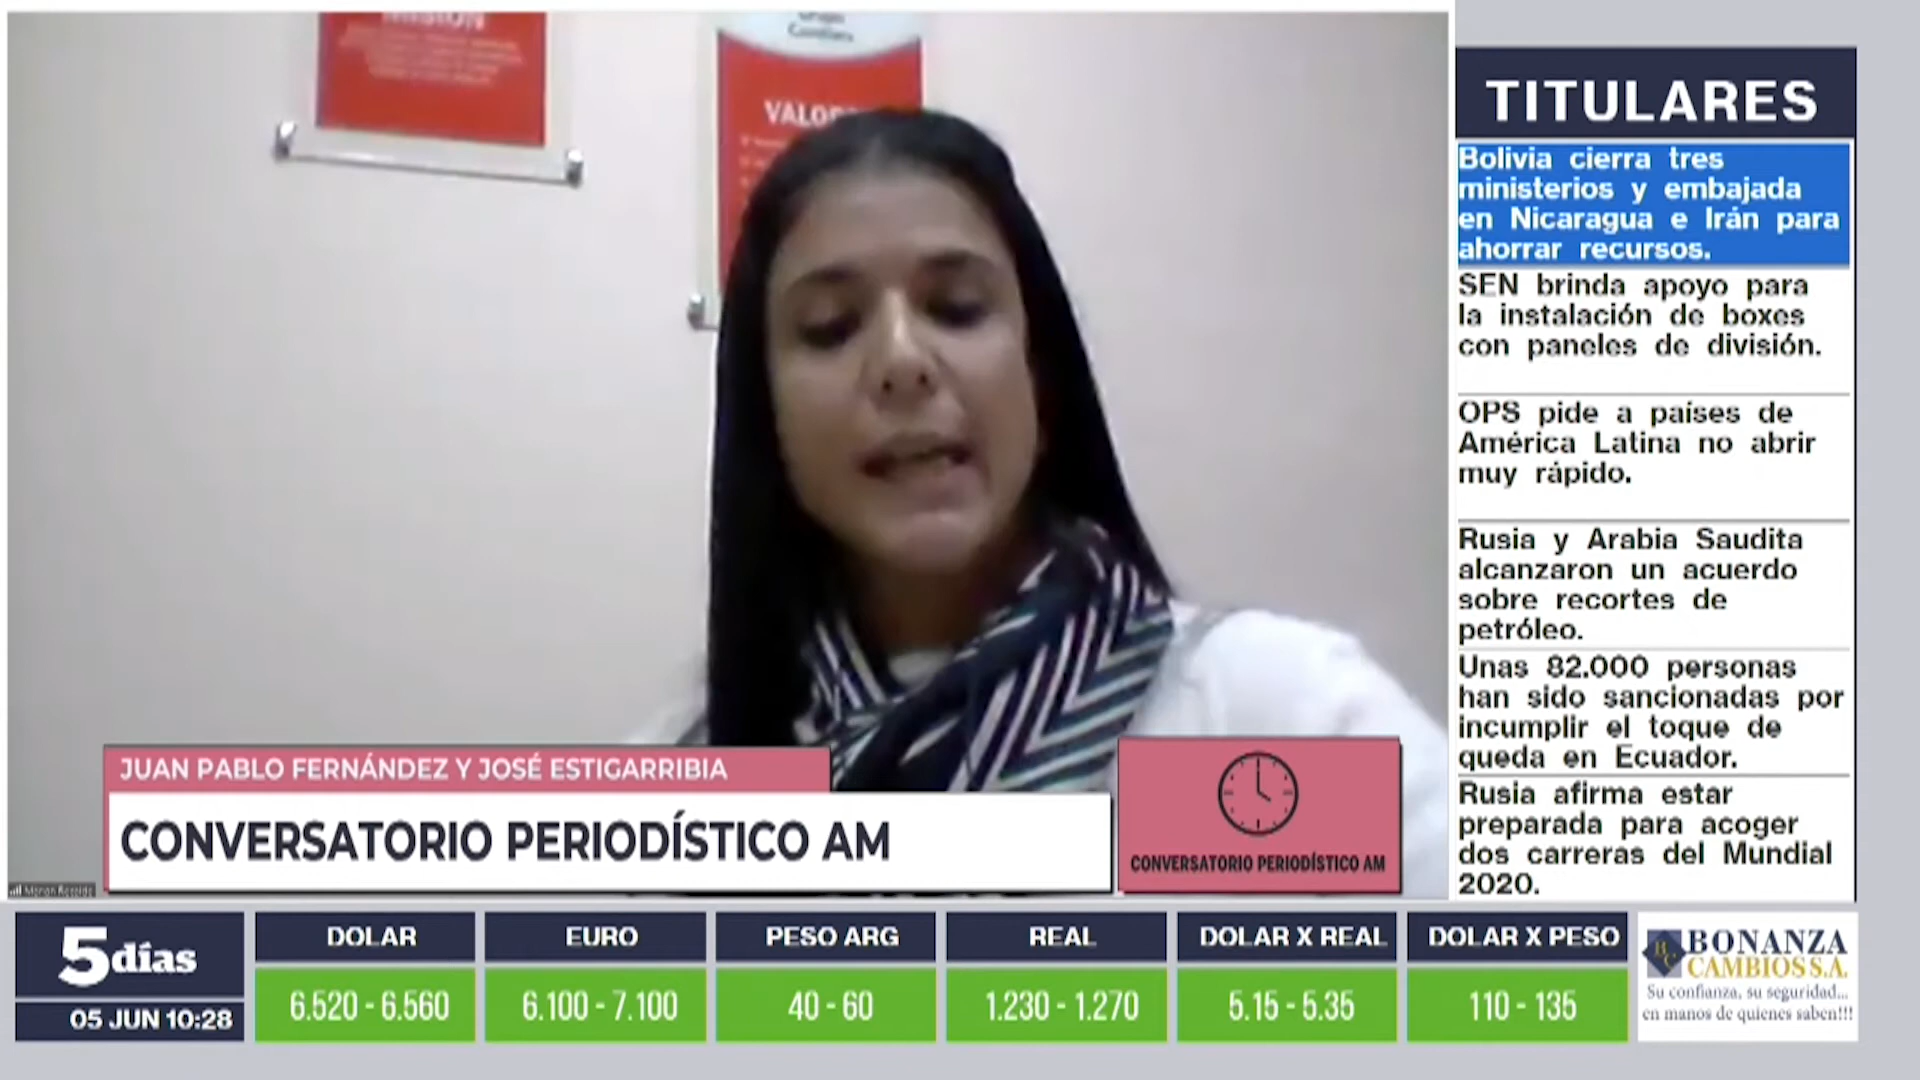 MISIÓN
Grupo
VALORES
TITULARES
Bolivia cierra tres
ministerios y embajada
en Nicaragua e Irán para
ahorrar recursos.
SEN brinda apoyo para
la instalación de boxes
con paneles de división.
OPS pide a países de
América Latina no abrir
muy rápido.
Rusia y Arabia Saudita
alcanzaron un acuerdo
sobre recortes de
petróleo.
Unas 82.000 personas
han sido sancionadas por
incumplir el toque de
queda en Ecuador.
Rusia afirma estar
preparada para acoger
dos carreras del Mundial
2020.
JUAN PABLO FERNÁNDEZ Y JOSÉ ESTIGARRIBIA
CONVERSATORIO PERIODÍSTICO AM
CONVERSATORIO PERIODÍSTICO AM
5días
05 JUN 10:28
DOLAR
6.520 - 6.560
EURO
6.100 - 7.100
PESO ARG
40 - 60
REAL
1.230 - 1.270
DOLAR X REAL
5.15 - 5.35
DOLAR X PESO
110 - 135
BC
BONANZA
CAMBIOS S.A.
Su confianza, su seguridad...
en manos de quienes saben!!!